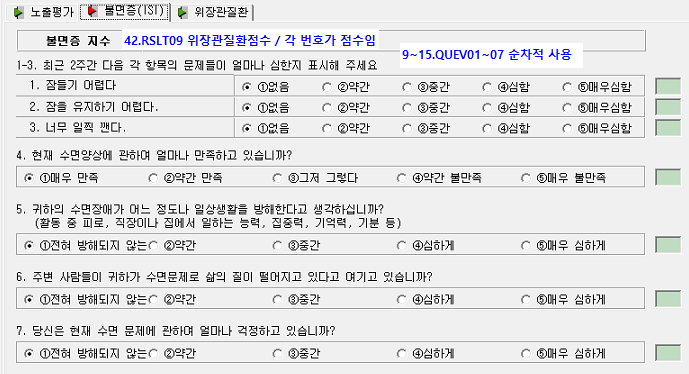 노출평가 불면증(ISI) 위장관질환
불면증 지수 42.RSLT09 위장관질환점수 / 각 번호가 점수임
9~15.QUEV01~07 순차적 사용
1-3. 최근 2주간 다음 각 항목의 문제들이 얼마나 심한지 표시해 주세요
1. 잠들기 어렵다 ①없음 ②약간 ③중간 ④심함 ⑤매우심함
2. 잠을 유지하기 어렵다. ①없음 ②약간 ③중간 ④심함 ⑤매우심함
3. 너무 일찍 깬다. ①없음 ②약간 ③중간 ④심함 ⑤매우심함
4. 현재 수면양상에 관하여 얼마나 만족하고 있습니까?
①매우 만족 ②약간 만족 ③그저 그렇다 ④약간 불만족 ⑤매우 불만족
5. 귀하의 수면장애가 어느 정도나 일상생활을 방해한다고 생각하십니까?
(활동 중 피로, 직장이나 집에서 일하는 능력, 집중력, 기억력, 기분 등)
①전혀 방해되지 않는 ②약간 ③중간 ④심하게 ⑤매우 심하게
6. 주변 사람들이 귀하가 수면문제로 삶의 질이 떨어지고 있다고 여기고 있습니까?
①전혀 방해되지 않는 ②약간 ③중간 ④심하게 ⑤매우 심하게
7. 당신은 현재 수면 문제에 관하여 얼마나 걱정하고 있습니까?
①전혀 방해되지 않는 ②약간 ③중간 ④심하게 ⑤매우 심하게